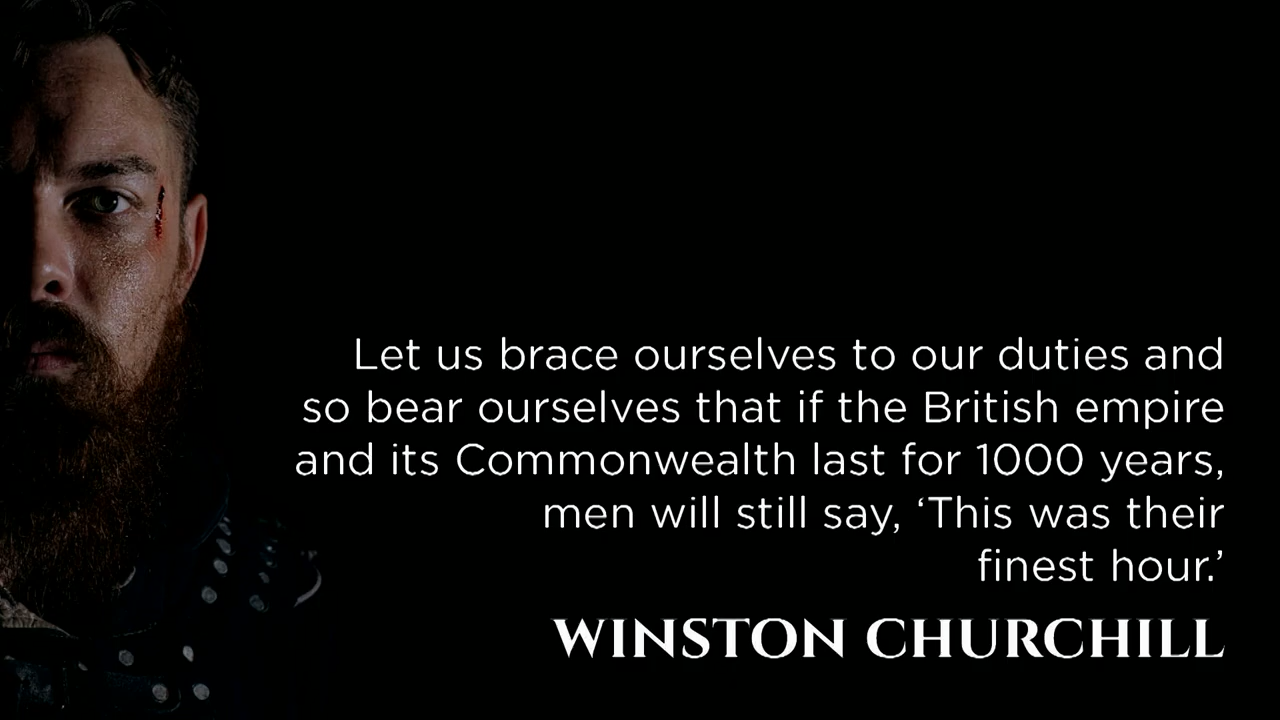 Let us brace ourselves to our duties and
so bear ourselves that if the British empire
and its Commonwealth last for 1000 years,
men will still say, ‘This was their
finest hour.’
WINSTON CHURCHILL